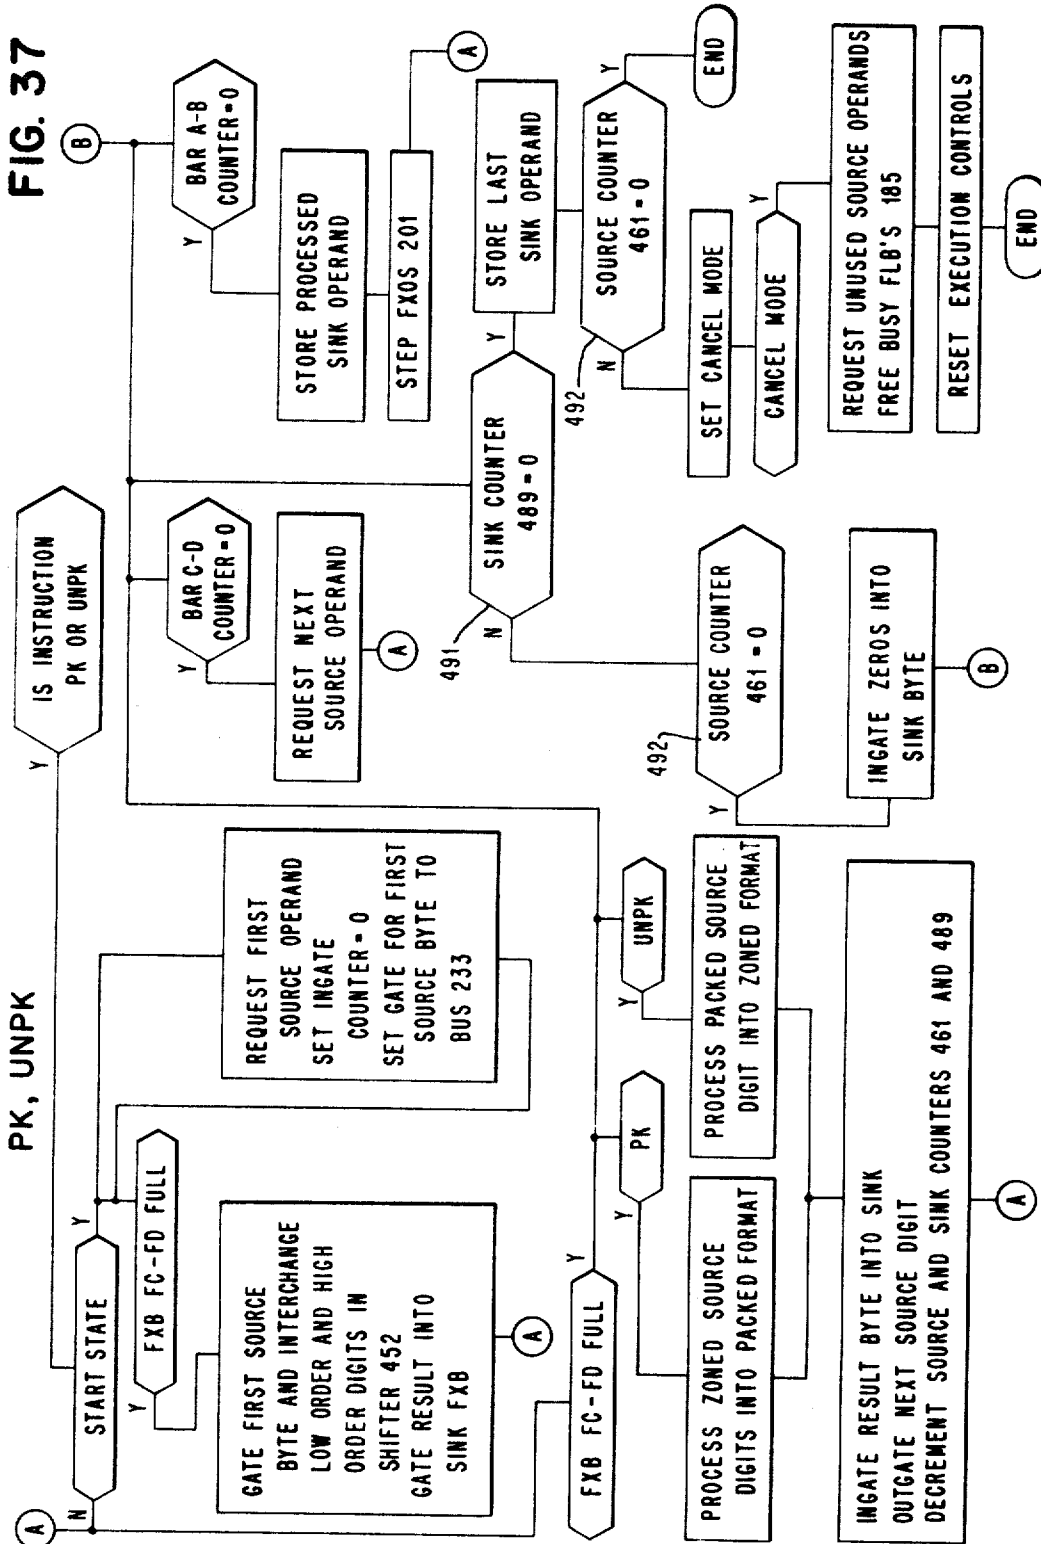 FIG. 37
PK, UNPK
IS INSTRUCTION
PK OR UNPK
Y
A
N
START STATE
Y
REQUEST FIRST
SOURCE OPERAND
SET INGATE
COUNTER = 0
SET GATE FOR FIRST
SOURCE BYTE TO
BUS 233
FXB FC-FD FULL
Y
GATE FIRST SOURCE
BYTE AND INTERCHANGE
LOW ORDER AND HIGH
ORDER DIGITS IN
SHIFTER 452
GATE RESULT INTO
SINK FXB
A
FXB FC-FD FULL
Y
PK
Y
UNPK
Y
PROCESS ZONED SOURCE
DIGITS INTO PACKED FORMAT
PROCESS PACKED SOURCE
DIGIT INTO ZONED FORMAT
INGATE RESULT BYTE INTO SINK
OUTGATE NEXT SOURCE DIGIT
DECREMENT SOURCE AND SINK COUNTERS 461 AND 489
A
B
BAR C-D
COUNTER = 0
Y
REQUEST NEXT
SOURCE OPERAND
A
BAR A-B
COUNTER = 0
Y
STORE PROCESSED
SINK OPERAND
STEP FXOS 201
A
SINK COUNTER
489 = 0
491
N
Y
STORE LAST
SINK OPERAND
SOURCE COUNTER
461 = 0
492
Y
END
N
SET CANCEL MODE
CANCEL MODE
Y
REQUEST UNUSED SOURCE OPERANDS
FREE BUSY FLB'S 185
RESET EXECUTION CONTROLS
END
SOURCE COUNTER
461 = 0
492
Y
INGATE ZEROS INTO
SINK BYTE
B